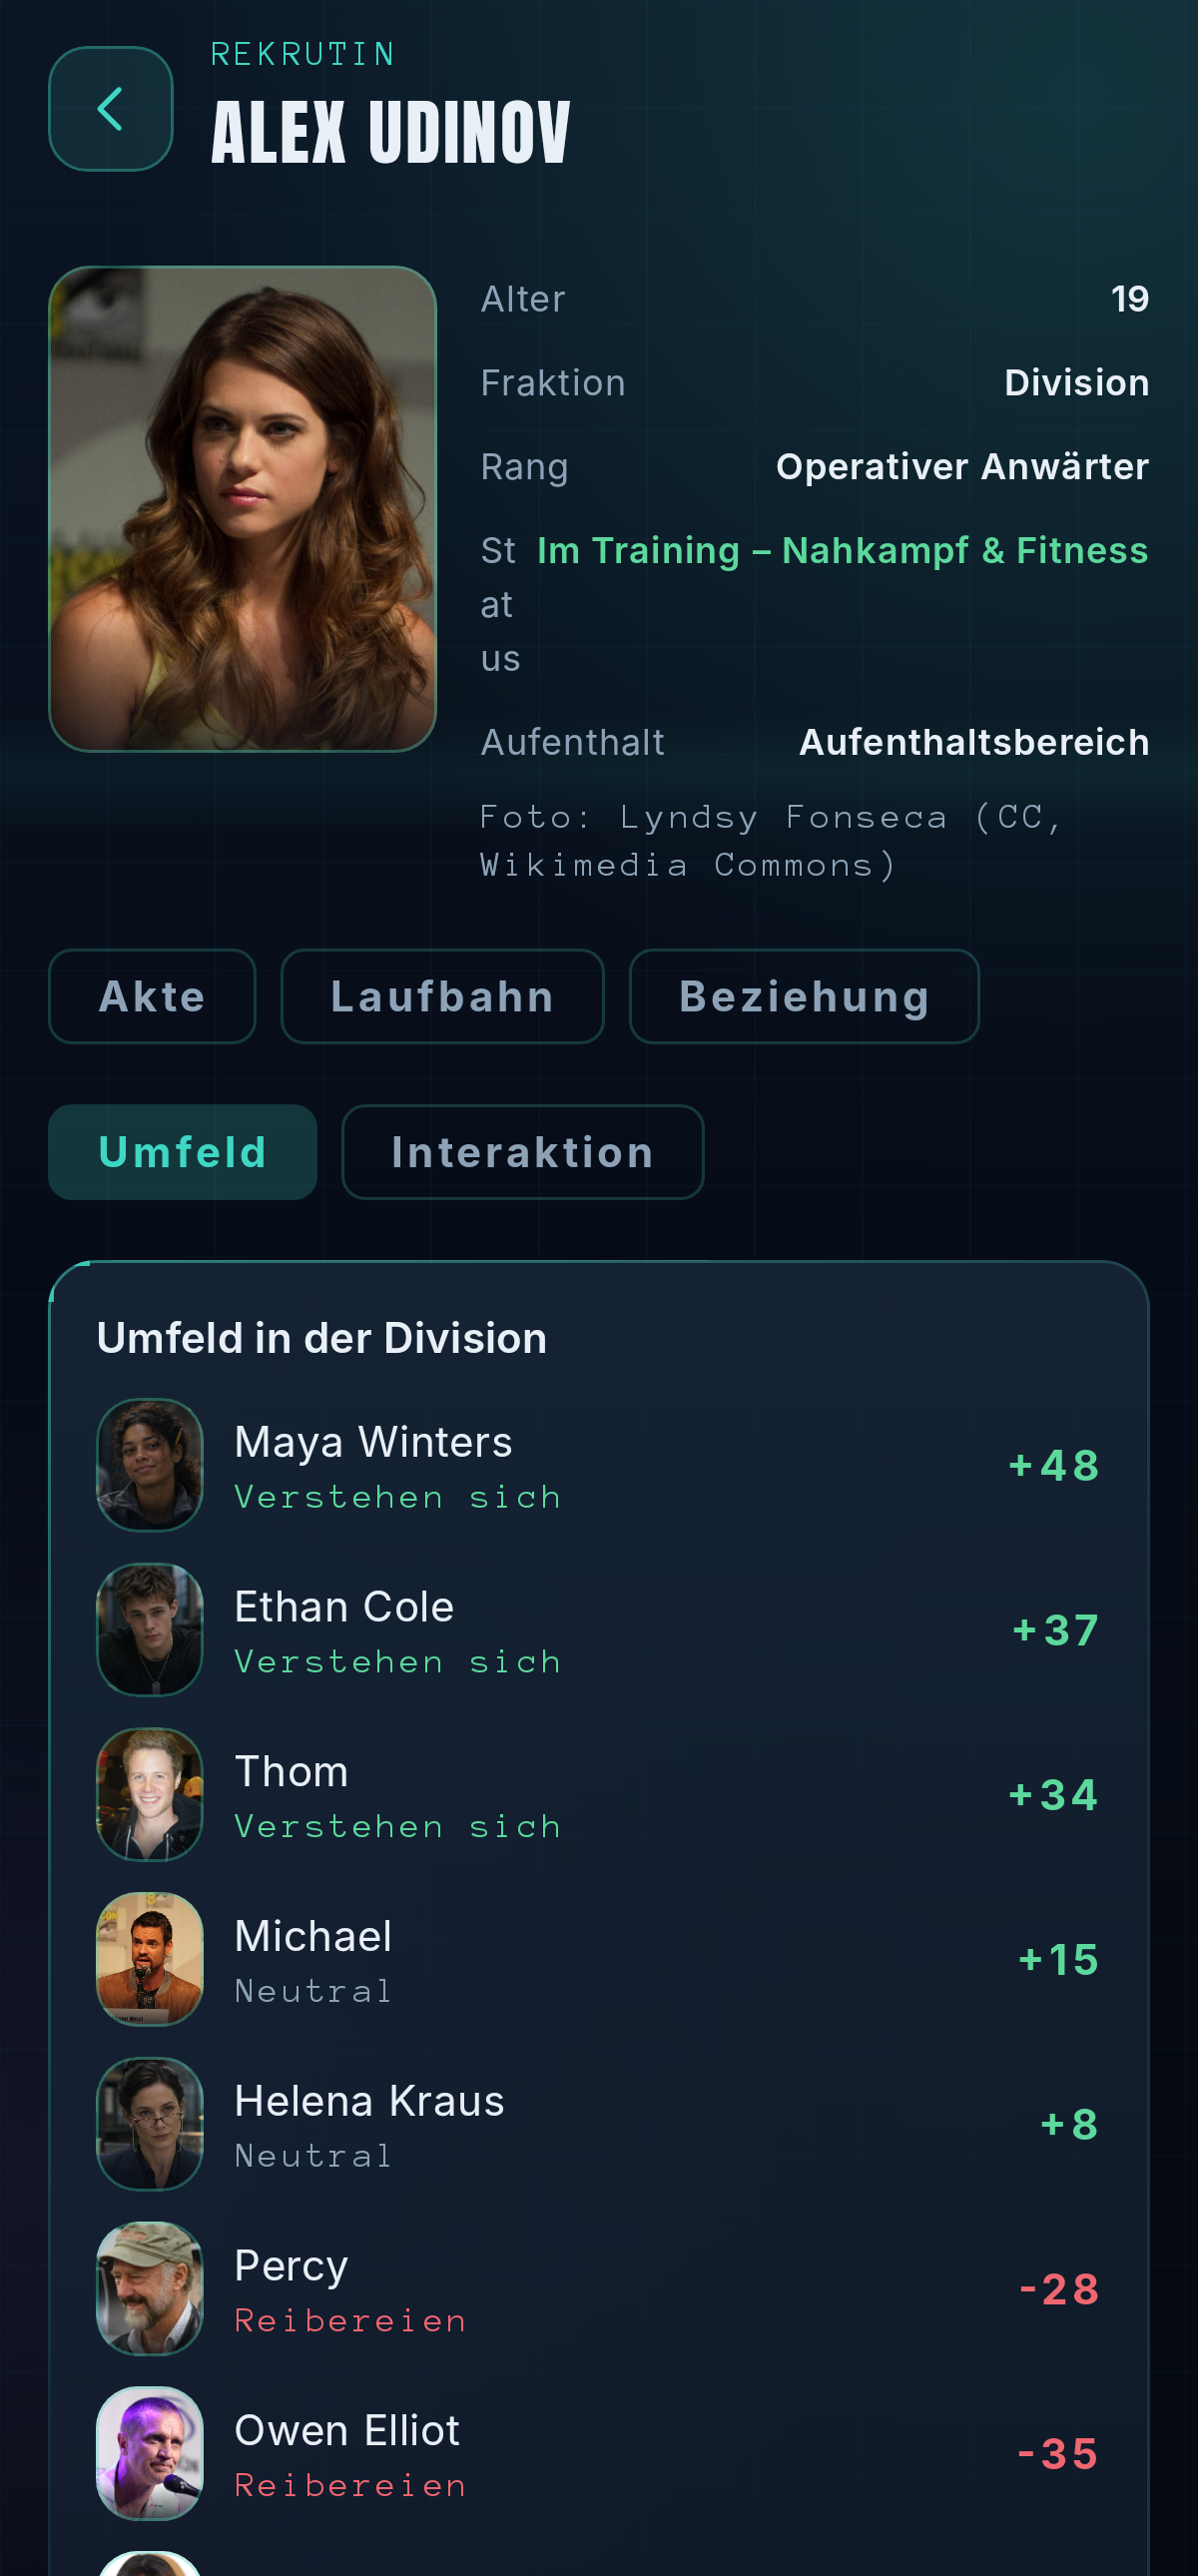 REKRUTIN
ALEX UDINOV
Alter 19
Fraktion Division
Rang Operativer Anwärter
St Im Training – Nahkampf & Fitness
at
us
Aufenthalt Aufenthaltsbereich
Foto: Lyndsy Fonseca (CC,
Wikimedia Commons)
Akte Laufbahn Beziehung
Umfeld Interaktion
Umfeld in der Division
Maya Winters
Verstehen sich
+48
Ethan Cole
Verstehen sich
+37
Thom
Verstehen sich
+34
Michael
Neutral
+15
Helena Kraus
Neutral
+8
Percy
Reibereien
-28
Owen Elliot
Reibereien
-35